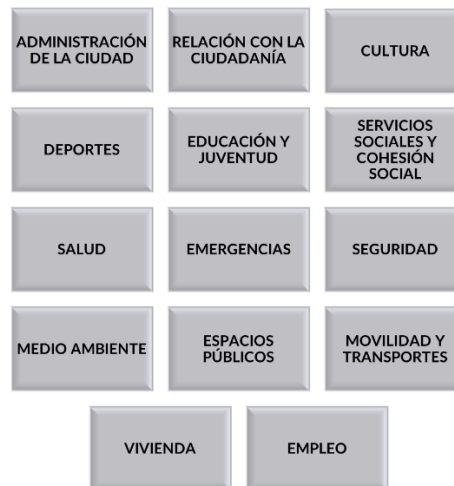 ADMINISTRACIÓN
DE LA CIUDAD
RELACIÓN CON LA
CIUDADANÍA
CULTURA
DEPORTES
EDUCACIÓN Y
JUVENTUD
SERVICIOS
SOCIALES Y
COHESIÓN
SOCIAL
SALUD
EMERGENCIAS
SEGURIDAD
MEDIO AMBIENTE
ESPACIOS
PÚBLICOS
MOVILIDAD Y
TRANSPORTES
VIVIENDA
EMPLEO